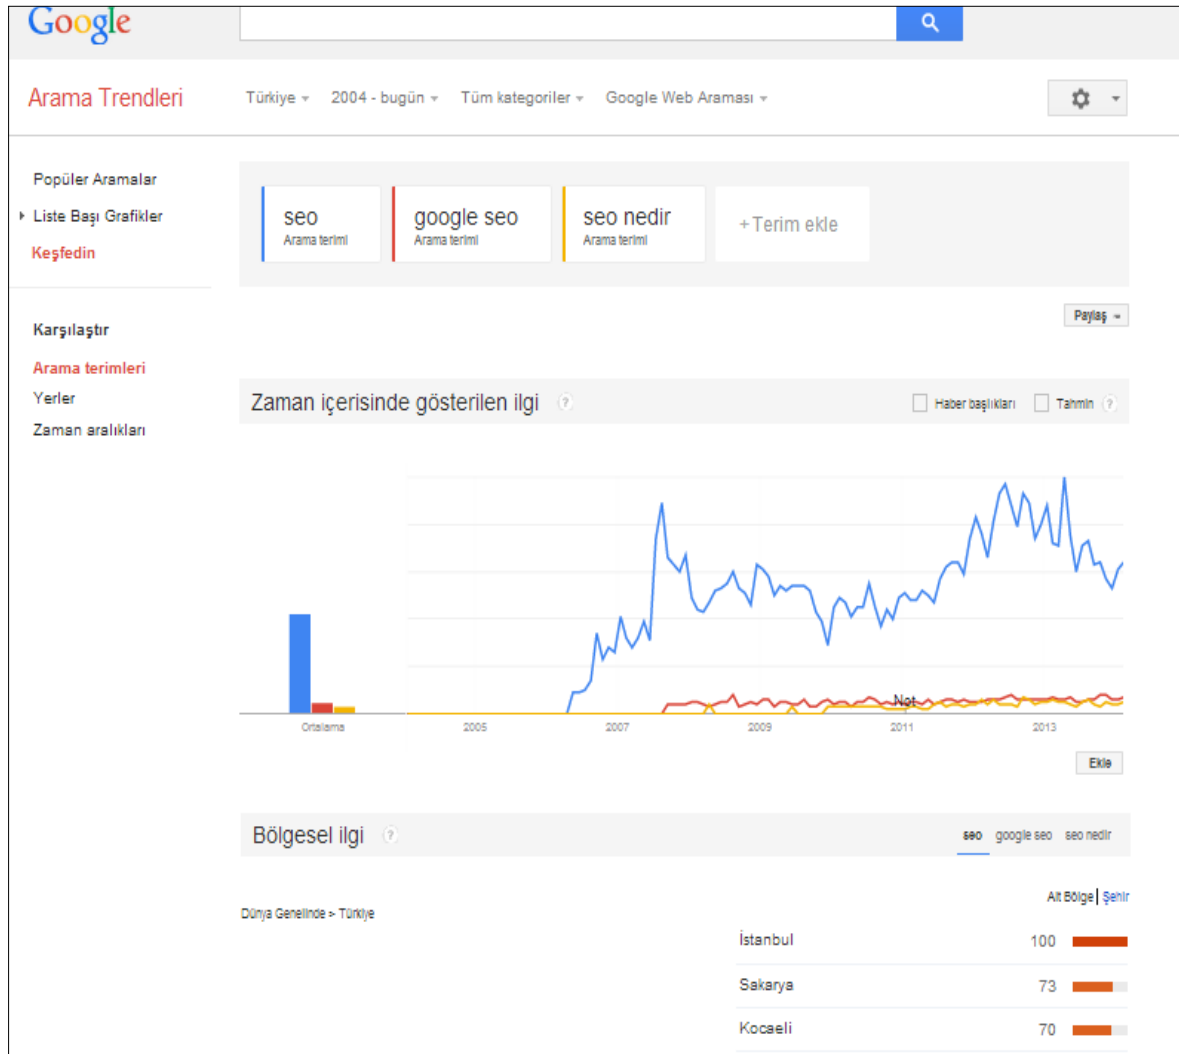 Google
Arama Trendleri
Türkiye 2004 - bugün Tüm kategoriler Google Web Araması
Popüler Aramalar
Liste Başı Grafikler
Keşfedin
Karşılaştır
Arama terimleri
Yerler
Zaman aralıkları
seo
Arama terimi
google seo
Arama terimi
seo nedir
Arama terimi
+Terim ekle
Paylaş
Zaman içerisinde gösterilen ilgi ?
Haber başlıkları Tahmin ?
Not
Ortalama 2005 2007 2009 2011 2013
Ekle
Bölgesel ilgi ?
seo google seo seo nedir
Alt Bölge | Şehir
Dünya Genelinde > Türkiye
İstanbul 100
Sakarya 73
Kocaeli 70